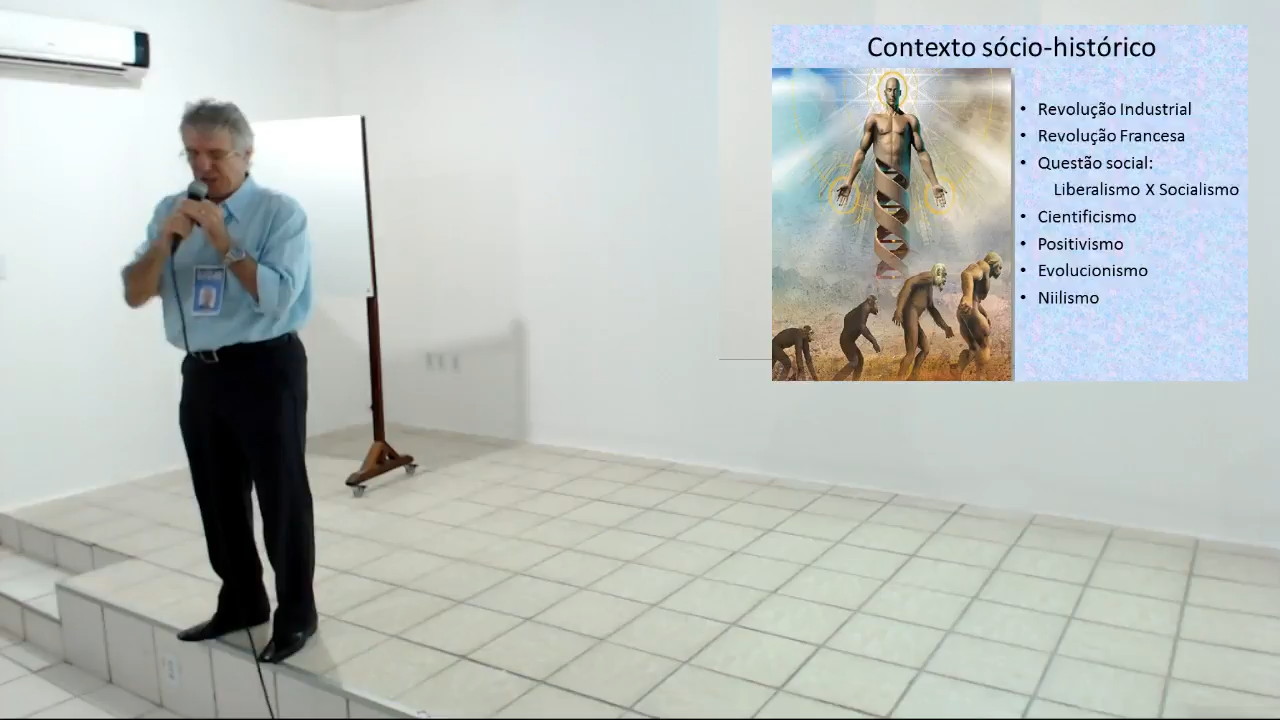 Contexto sócio-histórico
• Revolução Industrial
• Revolução Francesa
• Questão social:
Liberalismo X Socialismo
• Cientificismo
• Positivismo
• Evolucionismo
• Niilismo